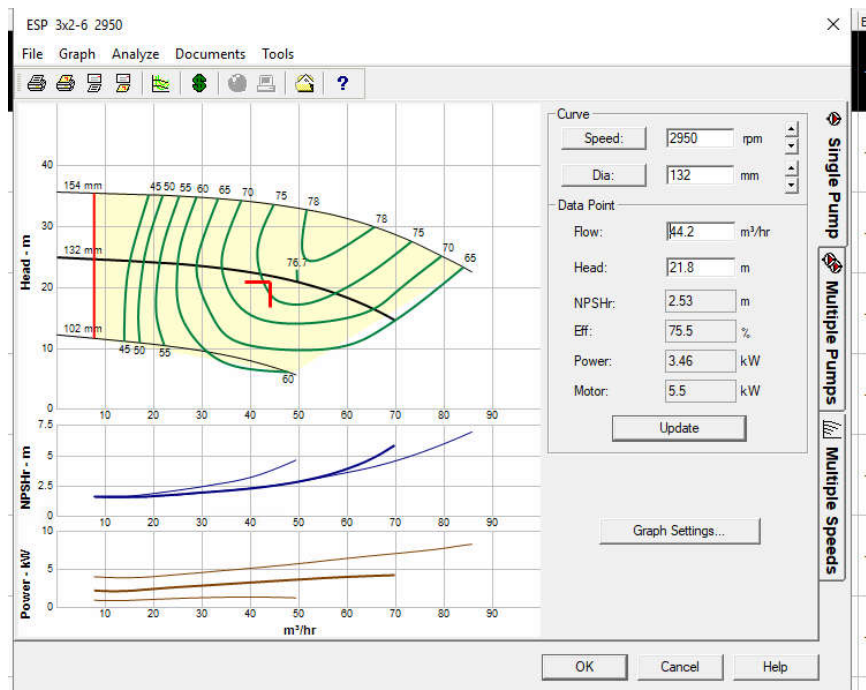 ESP 3x2-6 2950
File Graph Analyze Documents Tools
?
Head - m
40
30
20
10
0
154 mm
45 50 55 60 65 70 75 78
78
75
70
65
132 mm
76.7
102 mm
45 50 55
60
10 20 30 40 50 60 70 80 90
NPSHr - m
7.5
5
2.5
0
10 20 30 40 50 60 70 80 90
Power - kW
10
5
0
10 20 30 40 50 60 70 80 90
m³/hr
Curve
Speed: 2950 rpm
Dia: 132 mm
Data Point
Flow: 44.2 m³/hr
Head: 21.8 m
NPSHr: 2.53 m
Eff: 75.5 %
Power: 3.46 kW
Motor: 5.5 kW
Update
Graph Settings...
Single Pump
Multiple Pumps
Multiple Speeds
OK Cancel Help